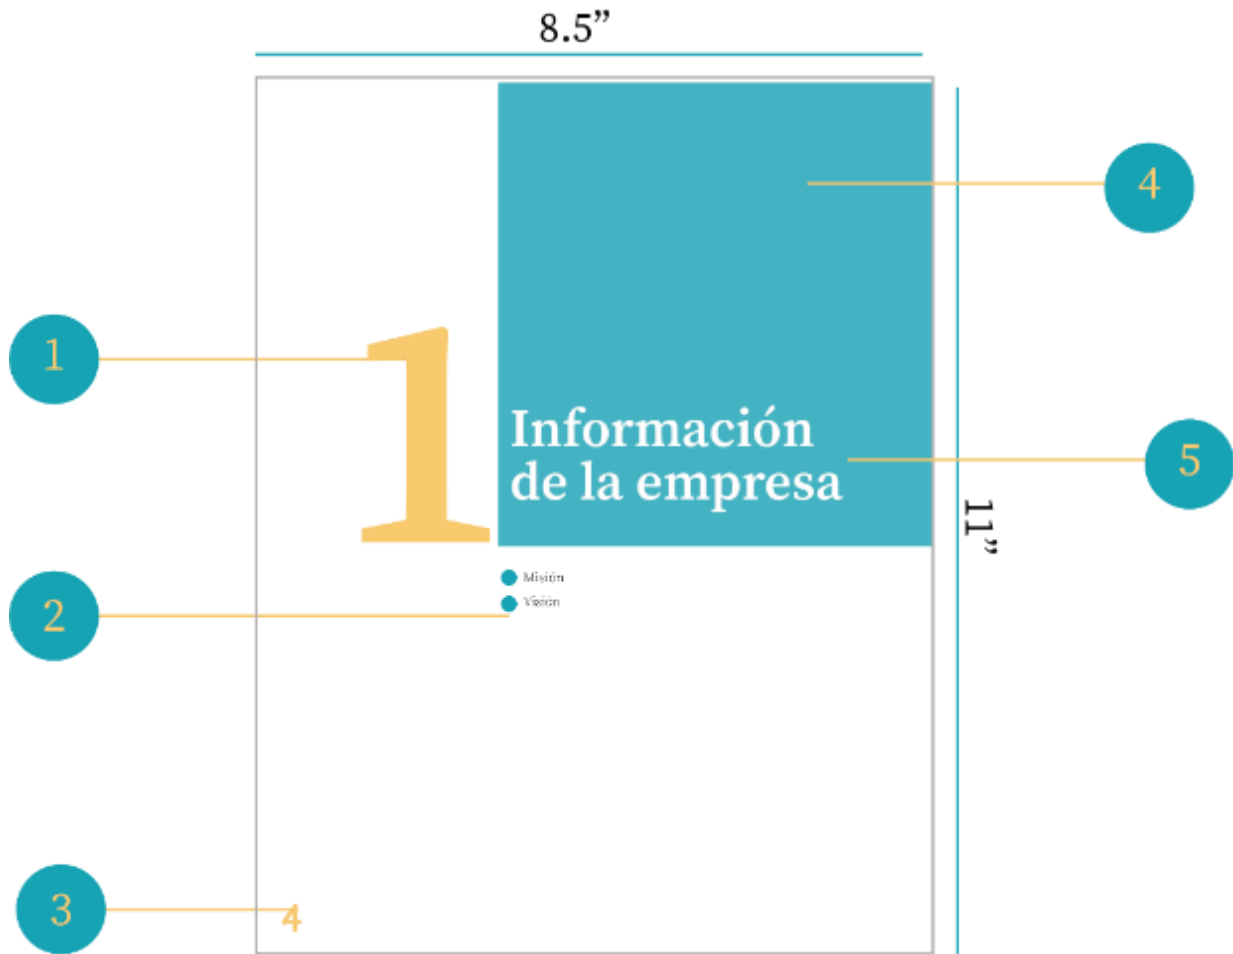 8.5”
4
1
1
Información
de la empresa
5
11”
Misión
Visión
2
3
4